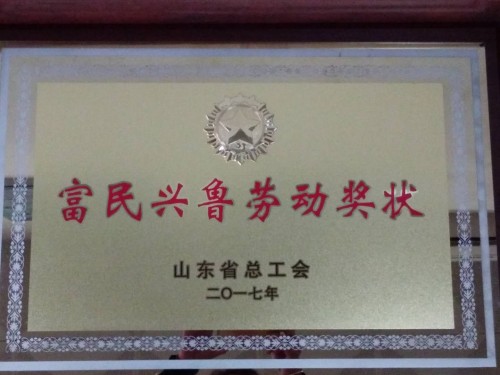 富民兴鲁劳动奖状
山东省总工会
二〇一七年